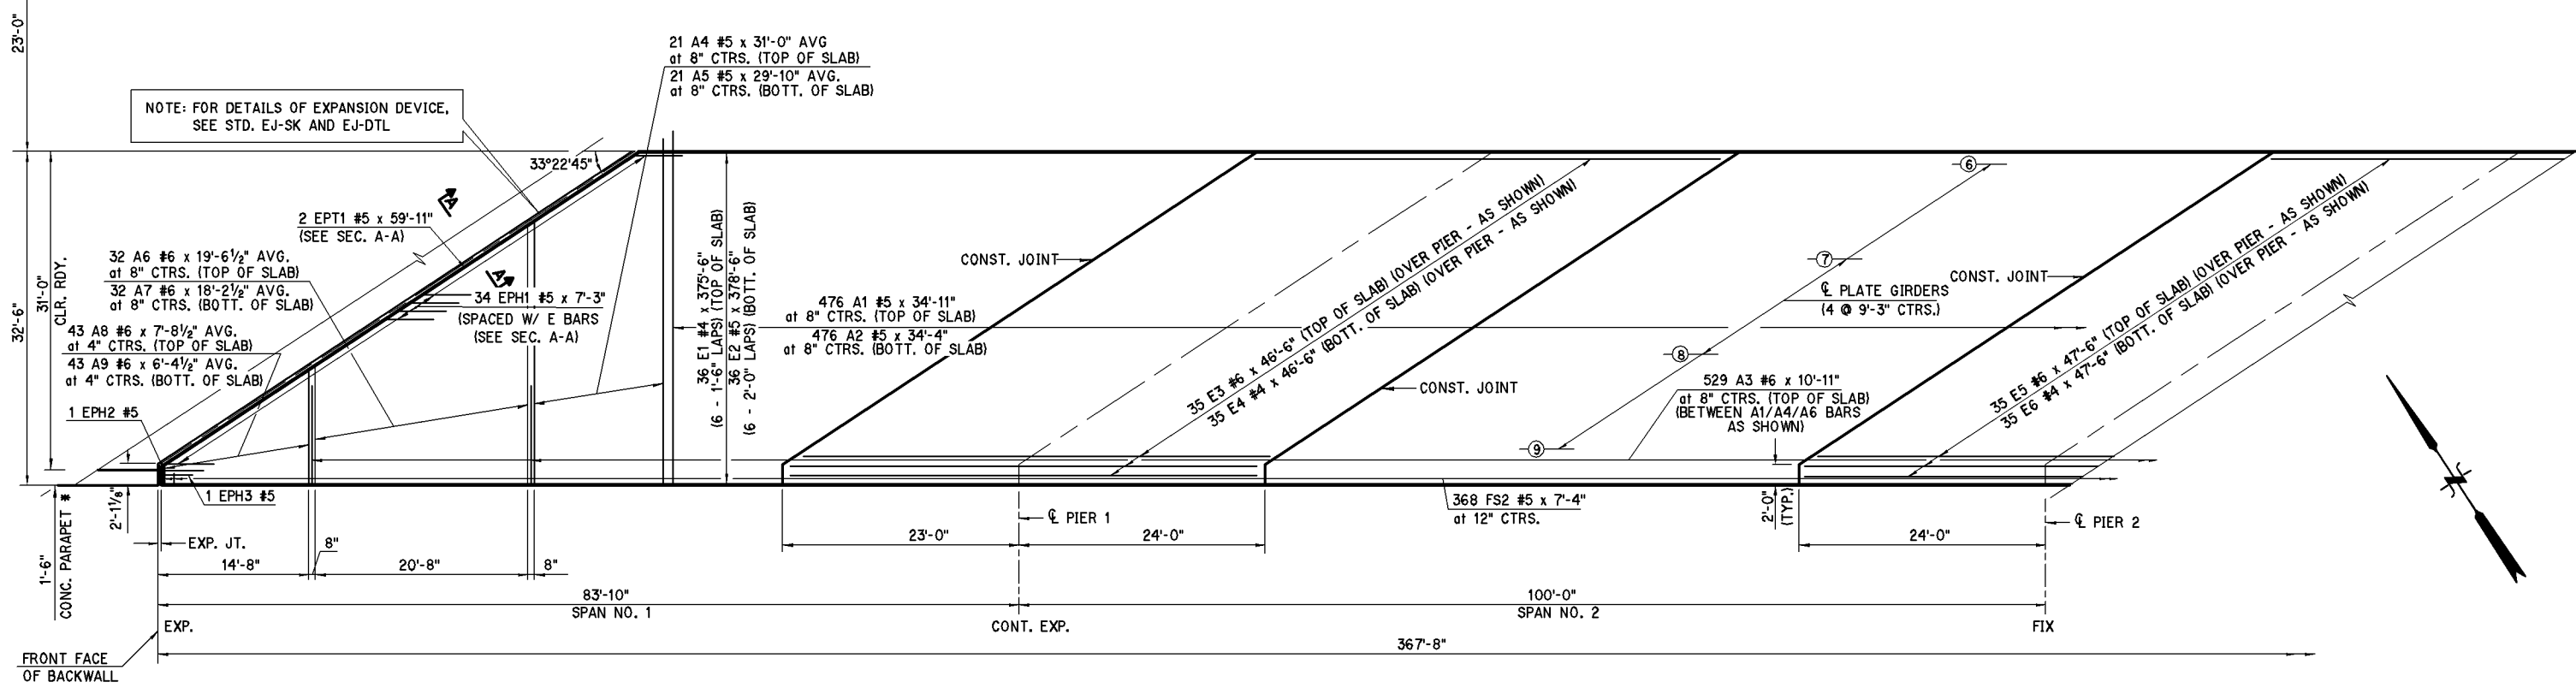 23'-0"
21 A4 #5 x 31'-0" AVG
at 8" CTRS. (TOP OF SLAB)
21 A5 #5 x 29'-10" AVG.
at 8" CTRS. (BOTT. OF SLAB)
NOTE: FOR DETAILS OF EXPANSION DEVICE,
SEE STD. EJ-SK AND EJ-DTL
33°22'45"
A
2 EPT1 #5 x 59'-11"
(SEE SEC. A-A)
A
32'-6"
31'-0"
CLR. RDY.
32 A6 #6 x 19'-6½" AVG.
at 8" CTRS. (TOP OF SLAB)
32 A7 #6 x 18'-2½" AVG.
at 8" CTRS. (BOTT. OF SLAB)
43 A8 #6 x 7'-8½" AVG.
at 4" CTRS. (TOP OF SLAB)
43 A9 #6 x 6'-4½" AVG.
at 4" CTRS. (BOTT. OF SLAB)
34 EPH1 #5 x 7'-3"
(SPACED W/ E BARS
(SEE SEC. A-A)
1 EPH2 #5
1 EPH3 #5
36 E1 #4 x 375'-6"
(6 - 1'-6" LAPS) (TOP OF SLAB)
36 E2 #5 x 378'-6"
(6 - 2'-0" LAPS) (BOTT. OF SLAB)
CONST. JOINT
476 A1 #5 x 34'-11"
at 8" CTRS. (TOP OF SLAB)
476 A2 #5 x 34'-4"
at 8" CTRS. (BOTT. OF SLAB)
35 E3 #6 x 46'-6" (TOP OF SLAB) (OVER PIER - AS SHOWN)
35 E4 #4 x 46'-6" (BOTT. OF SLAB) (OVER PIER - AS SHOWN)
CONST. JOINT
6
7
8
9
℄ PLATE GIRDERS
(4 @ 9'-3" CTRS.)
CONST. JOINT
529 A3 #6 x 10'-11"
at 8" CTRS. (TOP OF SLAB)
(BETWEEN A1/A4/A6 BARS
AS SHOWN)
35 E5 #6 x 47'-6" (TOP OF SLAB) (OVER PIER - AS SHOWN)
35 E6 #4 x 47'-6" (BOTT. OF SLAB) (OVER PIER - AS SHOWN)
368 FS2 #5 x 7'-4"
at 12" CTRS.
2'-0"
(TYP.)
1'-6"
CONC. PARAPET *
2'-1⅛"
EXP. JT.
℄ PIER 1
℄ PIER 2
23'-0"
24'-0"
24'-0"
14'-8"
8"
20'-8"
8"
83'-10"
SPAN NO. 1
100'-0"
SPAN NO. 2
EXP.
CONT. EXP.
FIX
367'-8"
FRONT FACE
OF BACKWALL